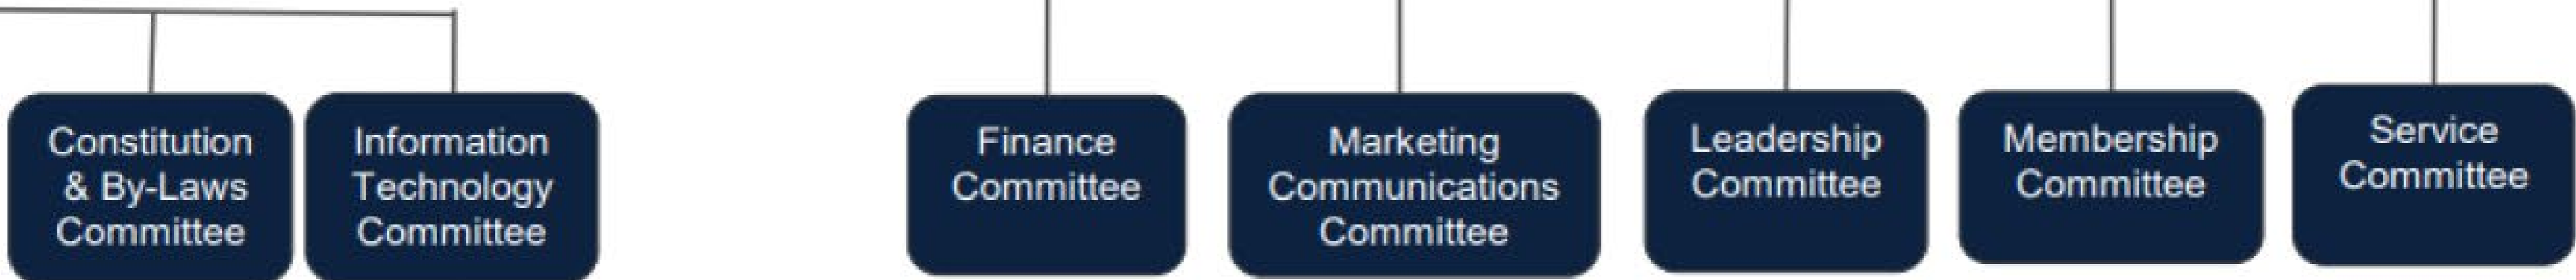 Constitution
& By-Laws
Committee
Information
Technology
Committee
Finance
Committee
Marketing
Communications
Committee
Leadership
Committee
Membership
Committee
Service
Committee